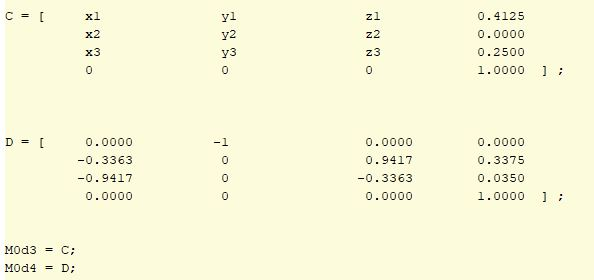 C = [ x1 y1 z1 0.4125
x2 y2 z2 0.0000
x3 y3 z3 0.2500
0 0 0 1.0000 ] ;
D = [ 0.0000 -1 0.0000 0.0000
-0.3363 0 0.9417 0.3375
-0.9417 0 -0.3363 0.0350
0.0000 0 0.0000 1.0000 ] ;
M0d3 = C;
M0d4 = D;